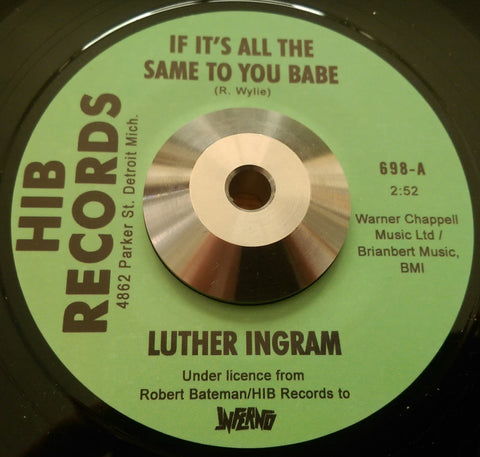 IF IT'S ALL THE
SAME TO YOU BABE
(R. Wylie)
HIB
RECORDS
4862 Parker St. Detroit Mich.
698-A
2:52
Warner Chappell
Music Ltd /
Brianbert Music,
BMI
LUTHER INGRAM
Under licence from
Robert Bateman/HIB Records to
INFERNO